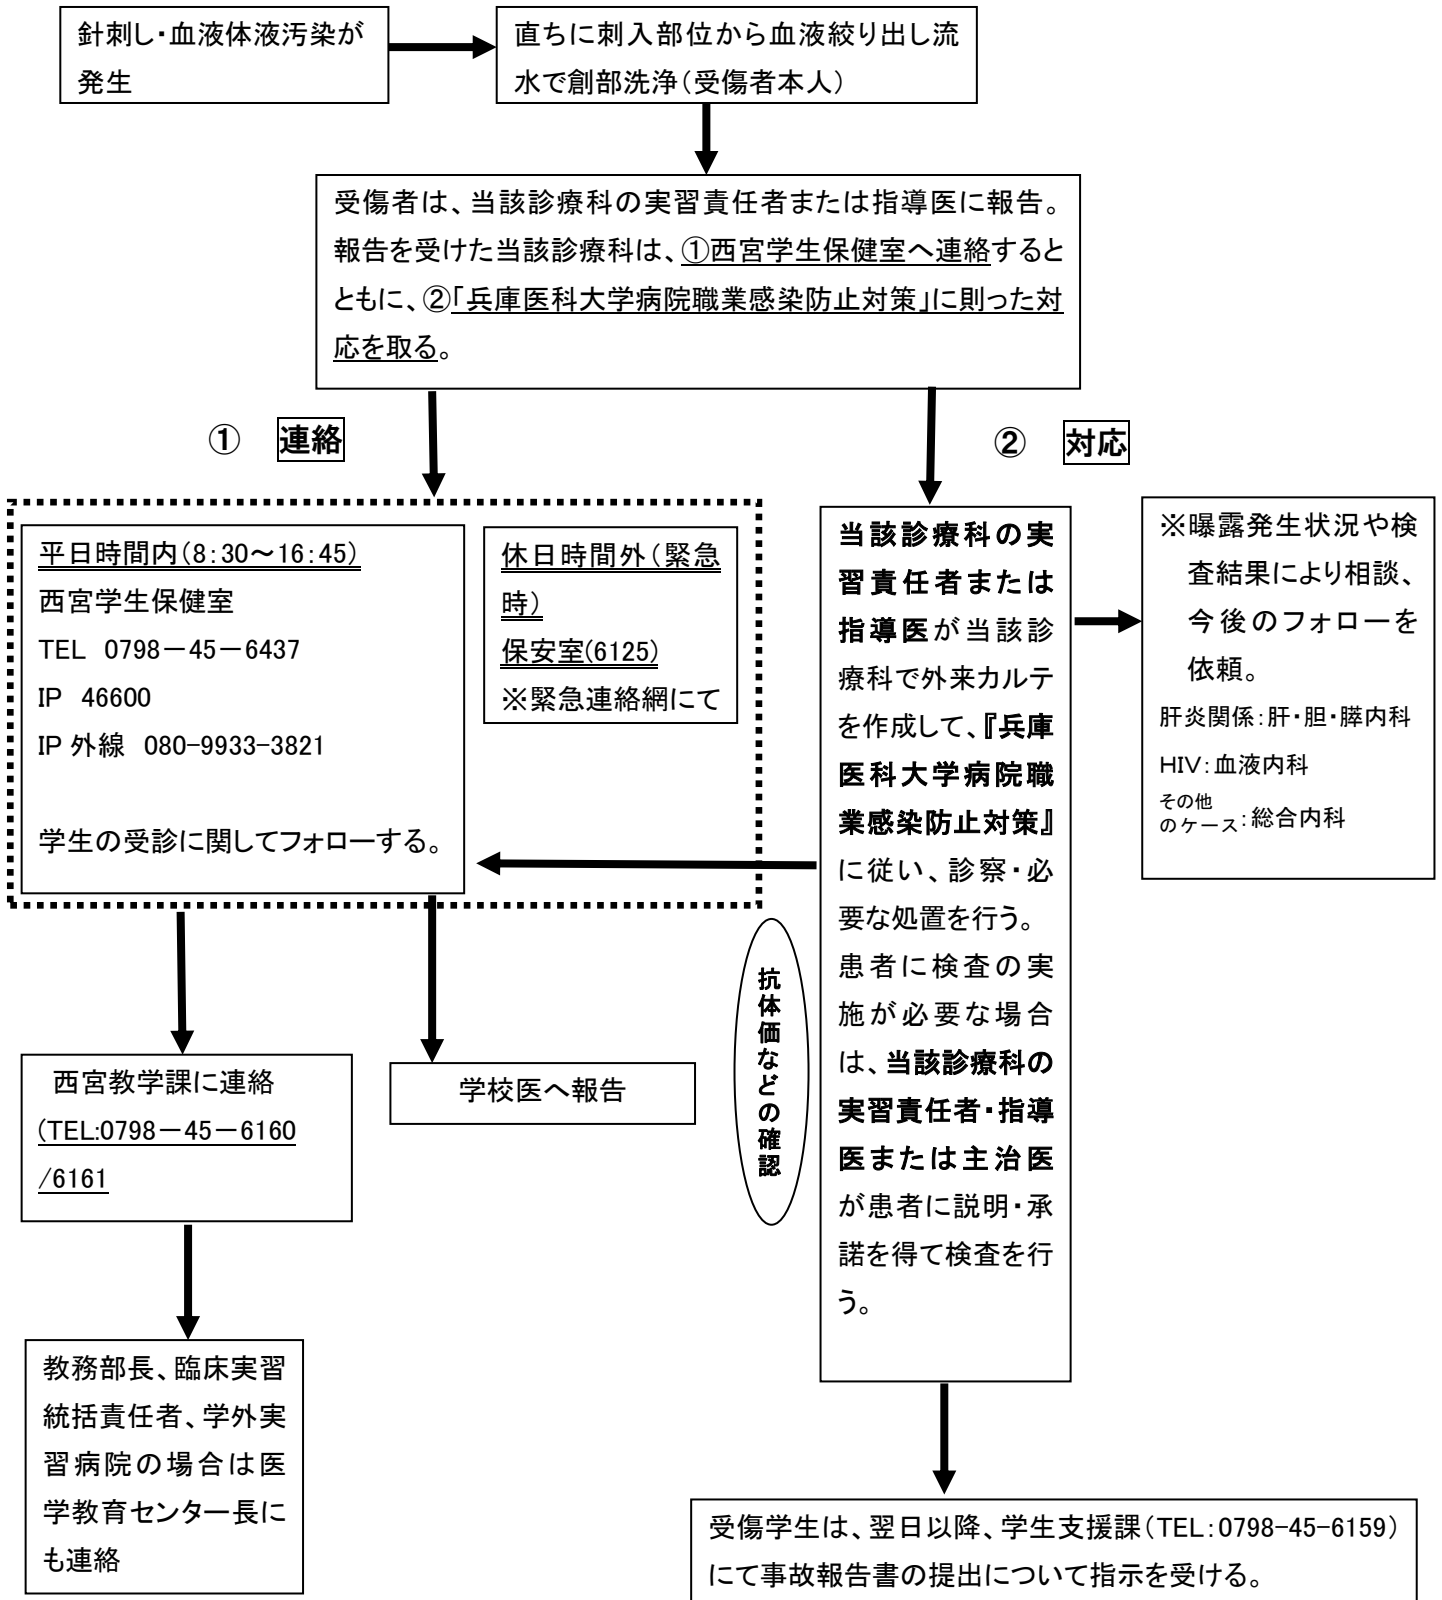 針刺し・血液体液汚染が
発生
直ちに刺入部位から血液絞り出し流
水で創部洗浄（受傷者本人）
受傷者は、当該診療科の実習責任者または指導医に報告。
報告を受けた当該診療科は、①西宮学生保健室へ連絡すると
ともに、②「兵庫医科大学病院職業感染防止対策」に則った対
応を取る。
① 連絡
② 対応
平日時間内（8：30～16：45）
西宮学生保健室
TEL 0798－45－6437
IP 46600
IP 外線 080-9933-3821
学生の受診に関してフォローする。
休日時間外（緊急
時）
保安室(6125)
※緊急連絡網にて
当該診療科の実
習責任者または
指導医が当該診
療科で外来カルテ
を作成して、『兵庫
医科大学病院職
業感染防止対策』
に従い、診察・必
要な処置を行う。
患者に検査の実
施が必要な場合
は、当該診療科の
実習責任者・指導
医または主治医
が患者に説明・承
諾を得て検査を行
う。
※曝露発生状況や検
査結果により相談、
今後のフォローを
依頼。
肝炎関係：肝・胆・膵内科
HIV：血液内科
その他
のケース：総合内科
抗体価などの確認
西宮教学課に連絡
（TEL:0798－45－6160
/6161
学校医へ報告
教務部長、臨床実習
統括責任者、学外実
習病院の場合は医
学教育センター長に
も連絡
受傷学生は、翌日以降、学生支援課（TEL：0798-45-6159）
にて事故報告書の提出について指示を受ける。